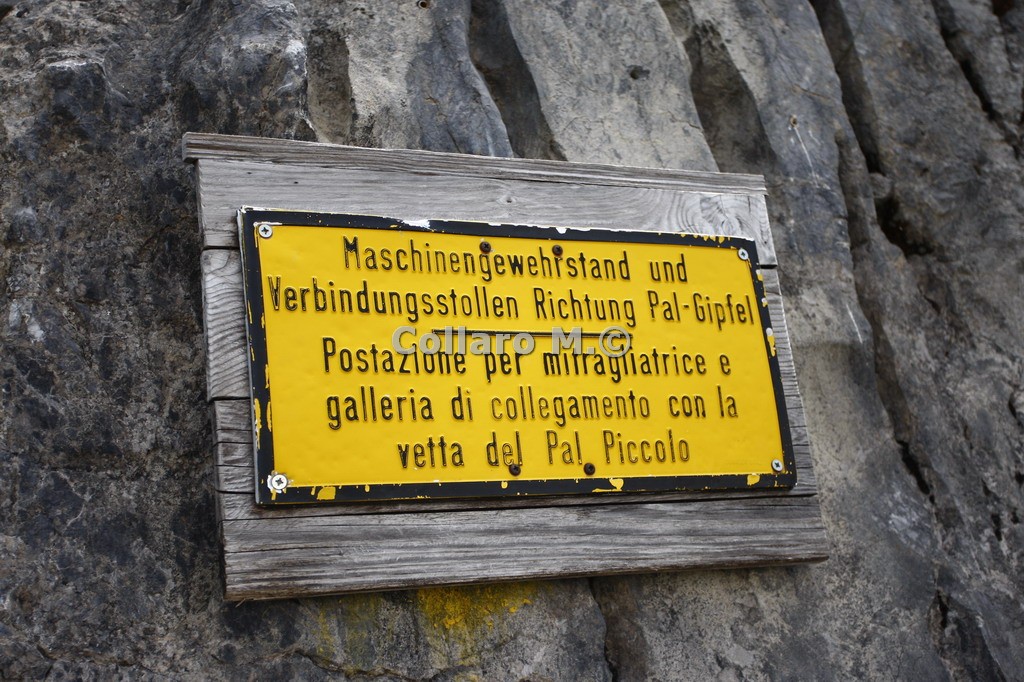 Maschinengewehrstand und
Verbindungsstollen Richtung Pal-Gipfel
Collaro M ©
Postazione per mitragliatrice e
galleria di collegamento con la
vetta del Pal Piccolo